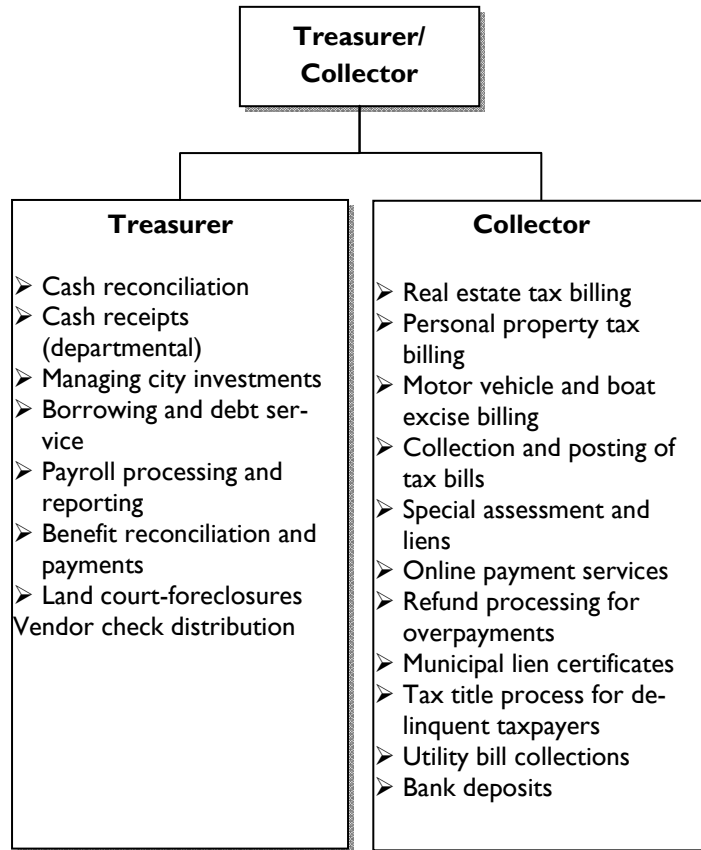 Treasurer/
Collector
Treasurer
➢ Cash reconciliation
➢ Cash receipts
(departmental)
➢ Managing city investments
➢ Borrowing and debt ser-
vice
➢ Payroll processing and
reporting
➢ Benefit reconciliation and
payments
➢ Land court-foreclosures
Vendor check distribution
Collector
➢ Real estate tax billing
➢ Personal property tax
billing
➢ Motor vehicle and boat
excise billing
➢ Collection and posting of
tax bills
➢ Special assessment and
liens
➢ Online payment services
➢ Refund processing for
overpayments
➢ Municipal lien certificates
➢ Tax title process for de-
linquent taxpayers
➢ Utility bill collections
➢ Bank deposits